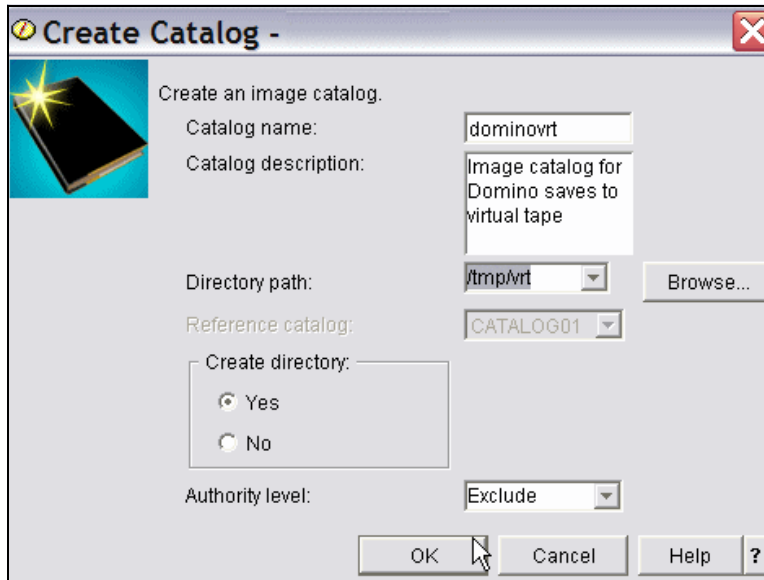 Create Catalog -
Create an image catalog.
Catalog name:
dominovrt
Catalog description:
Image catalog for
Domino saves to
virtual tape
Directory path:
/tmp/vrt
Browse...
Reference catalog:
CATALOG01
Create directory:
Yes
No
Authority level:
Exclude
OK
Cancel
Help
?